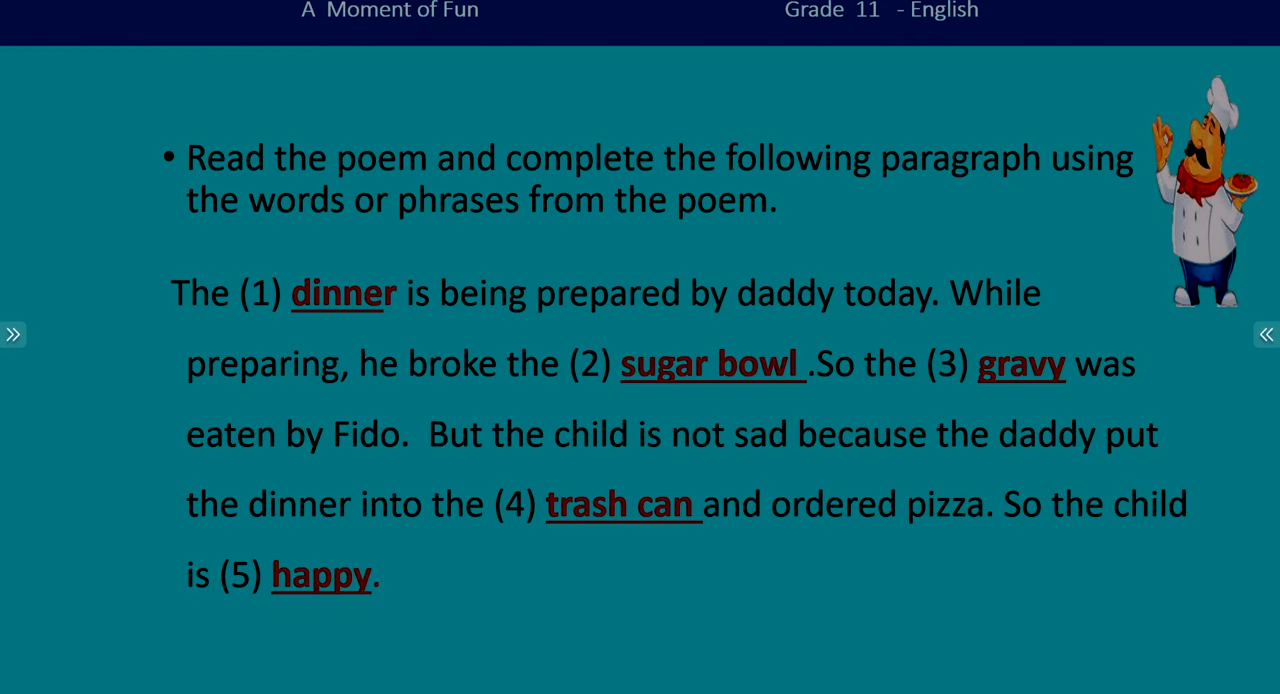 A Moment of Fun Grade 11 - English
• Read the poem and complete the following paragraph using
the words or phrases from the poem.
The (1) dinner is being prepared by daddy today. While
preparing, he broke the (2) sugar bowl .So the (3) gravy was
eaten by Fido. But the child is not sad because the daddy put
the dinner into the (4) trash can and ordered pizza. So the child
is (5) happy.